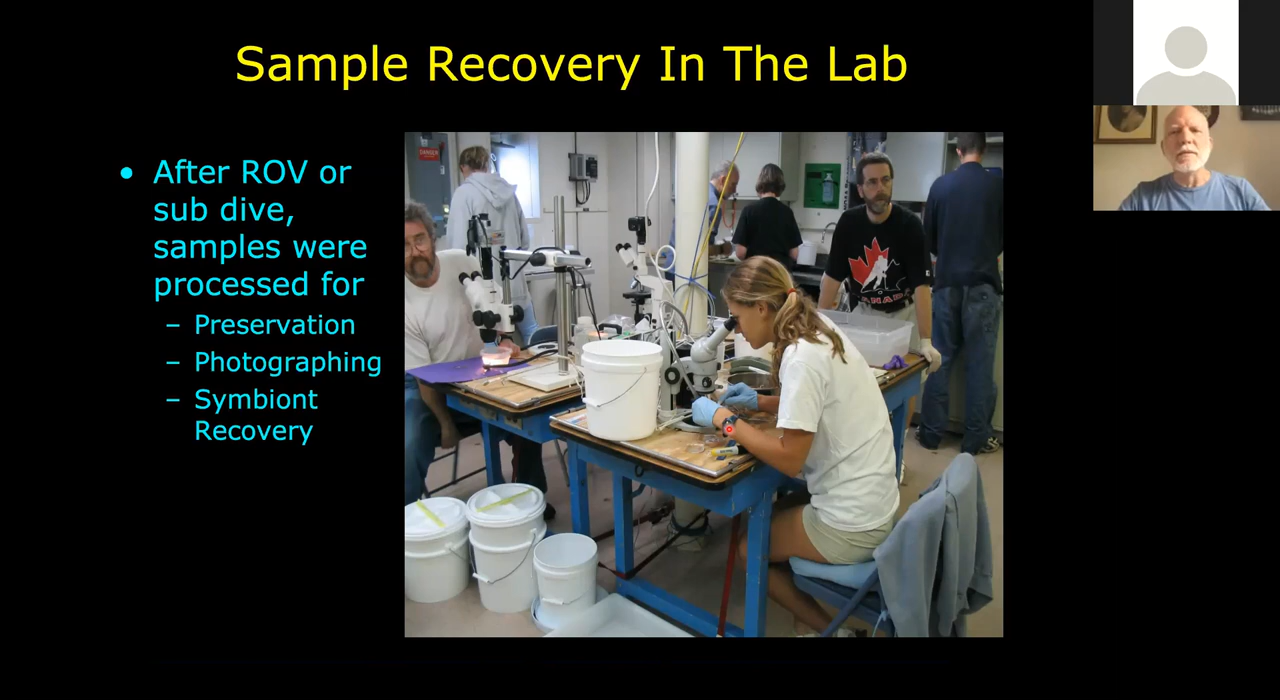 Sample Recovery In The Lab
• After ROV or
sub dive,
samples were
processed for
– Preservation
– Photographing
– Symbiont
Recovery
DANGER
CANADA